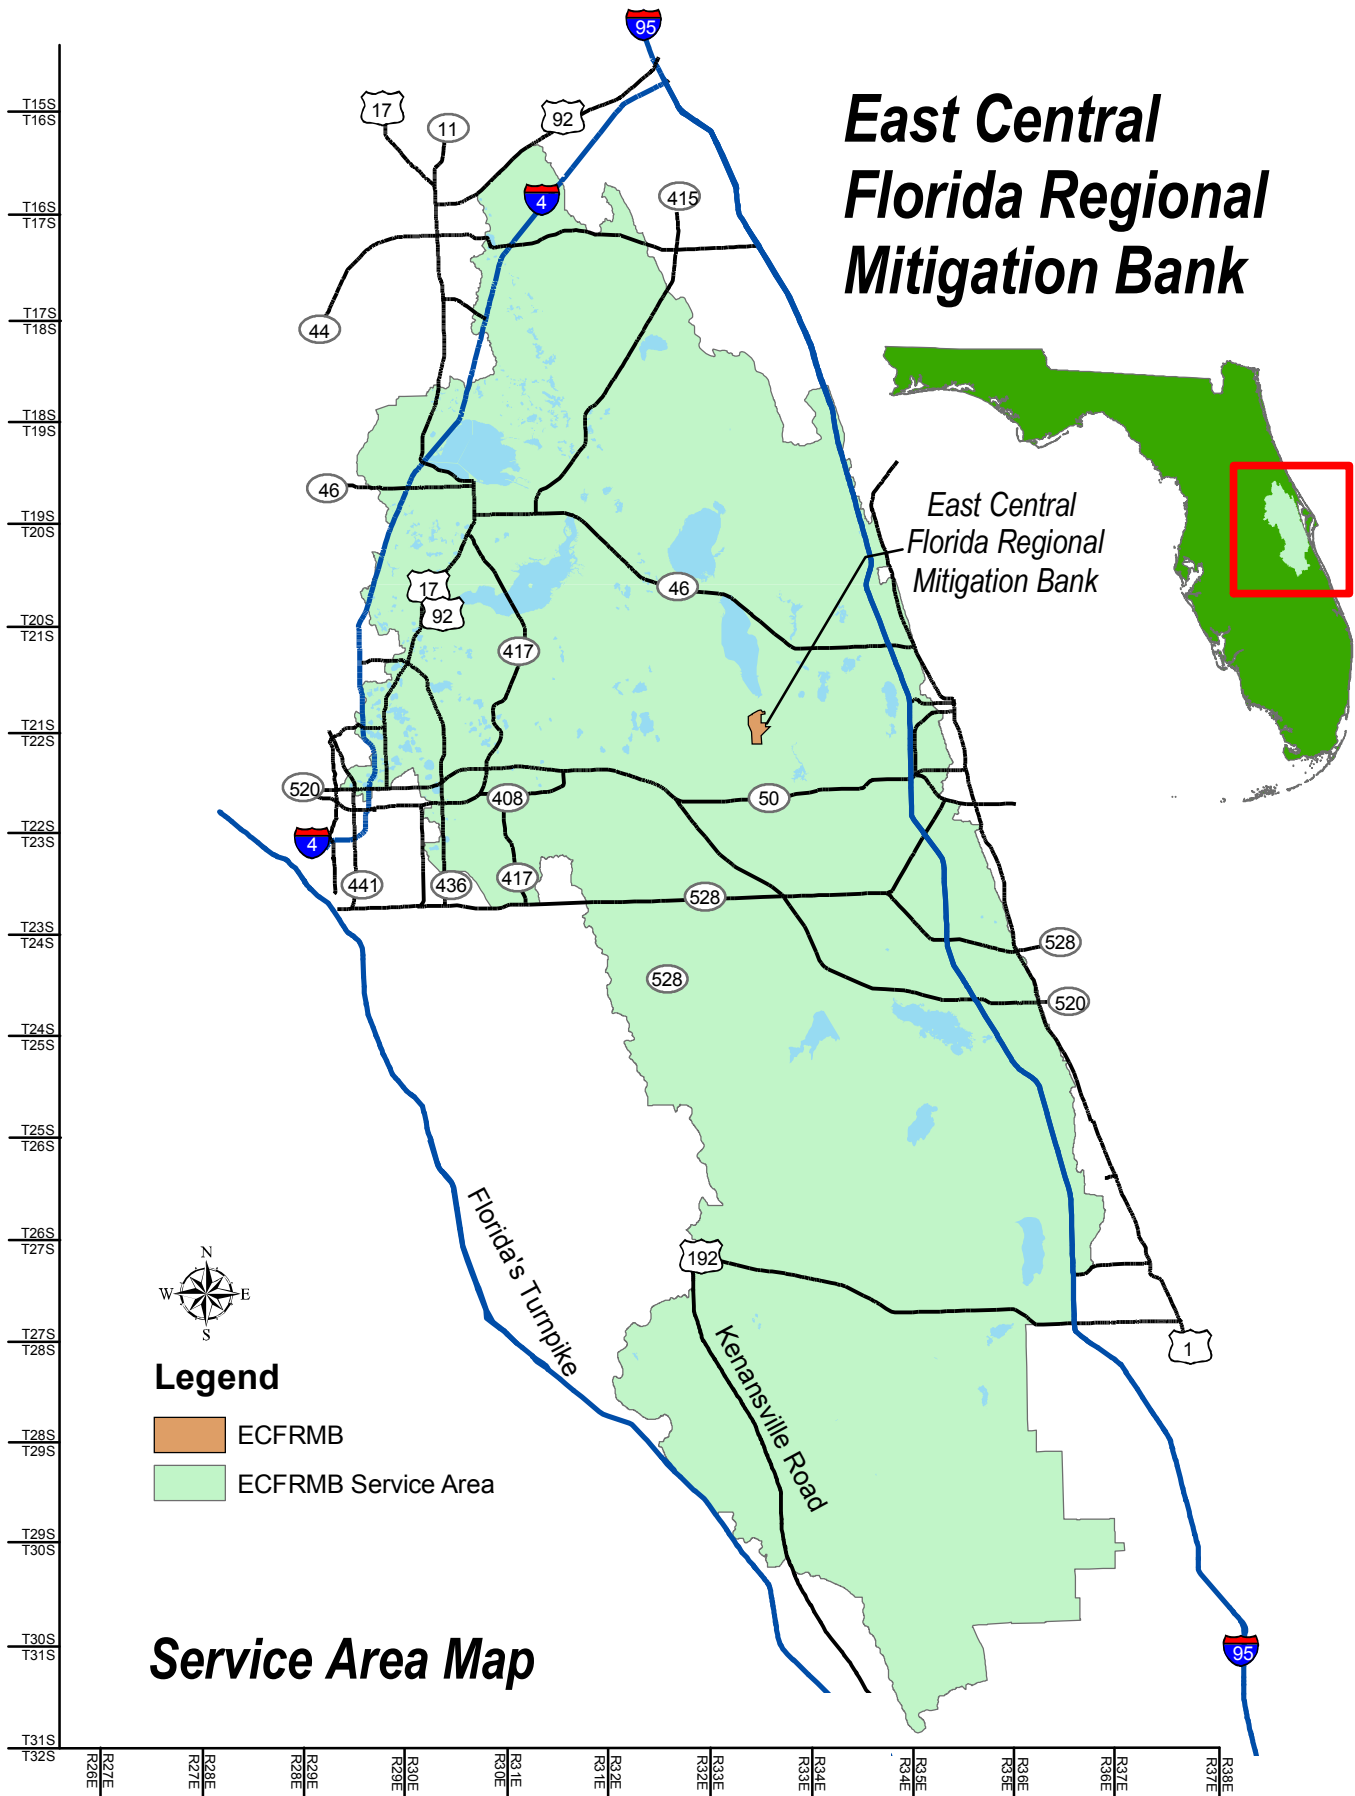 95
East Central
Florida Regional
Mitigation Bank
T15S
T16S
17
11
92
4
415
T16S
T17S
44
T17S
T18S
T18S
T19S
46
East Central
Florida Regional
Mitigation Bank
T19S
T20S
17
92
46
T20S
T21S
417
T21S
T22S
520
408
50
4
T22S
T23S
441
436
417
528
T23S
T24S
528
528
520
T24S
T25S
T25S
T26S
Florida's Turnpike
T26S
T27S
192
N
W
E
S
Kenansville Road
T27S
T28S
1
Legend
ECFRMB
ECFRMB Service Area
T28S
T29S
T29S
T30S
Service Area Map
T30S
T31S
95
T31S
T32S
R27E
R26E
R28E
R27E
R29E
R28E
R30E
R29E
R31E
R30E
R32E
R31E
R33E
R32E
R34E
R33E
R35E
R34E
R36E
R35E
R37E
R36E
R38E
R37E